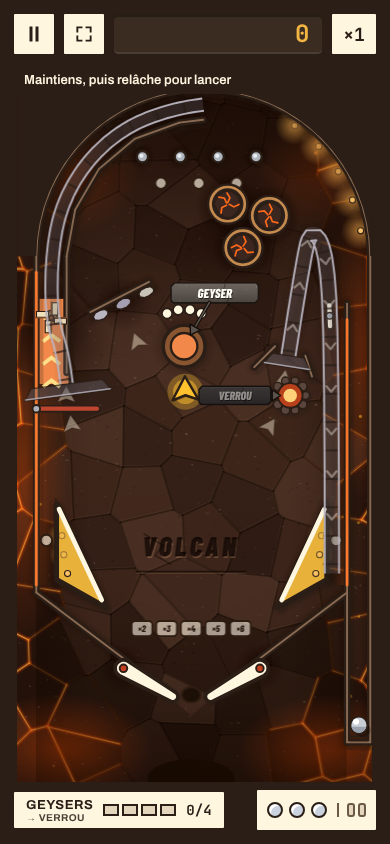 0
×1
Maintiens, puis relâche pour lancer
GEYSER
VERROU
VOLCAN
×2 ×3 ×4 ×5 ×6
GEYSERS
→ VERROU
0/4